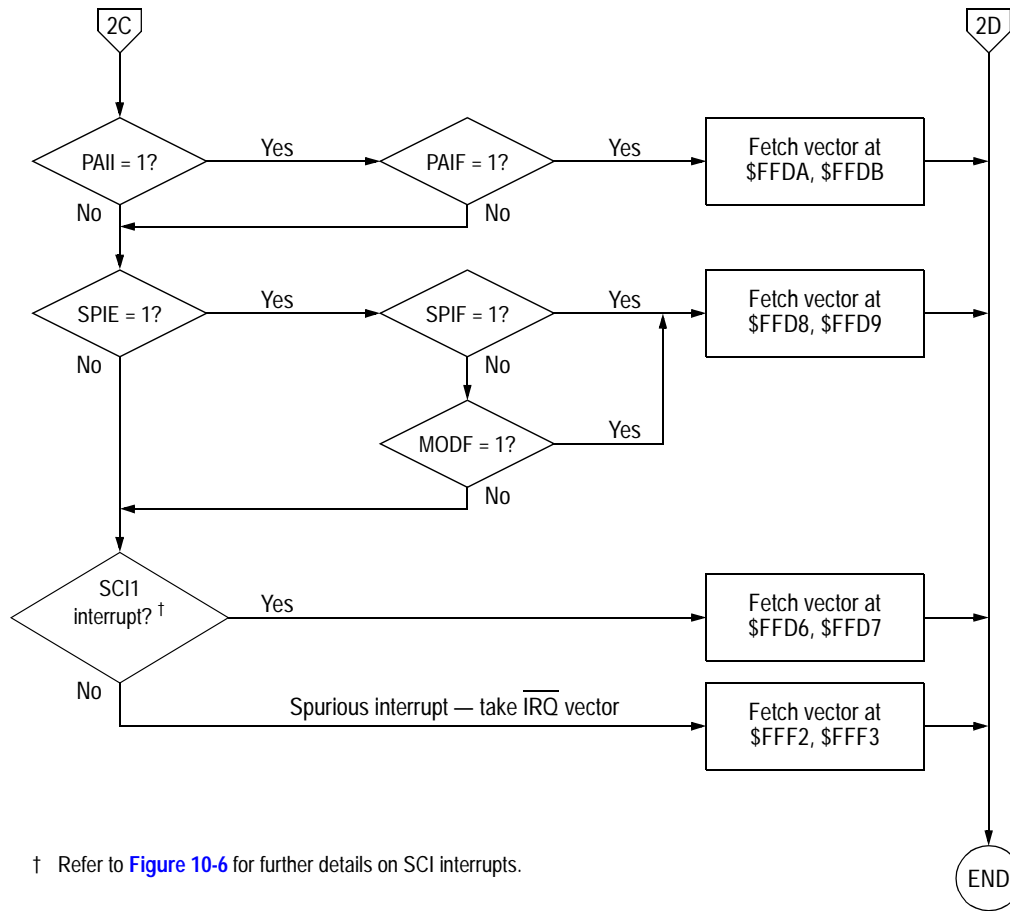 2C
2D
PAII = 1?
Yes
PAIF = 1?
Yes
Fetch vector at
$FFDA, $FFDB
No
No
SPIE = 1?
Yes
SPIF = 1?
Yes
Fetch vector at
$FFD8, $FFD9
No
No
MODF = 1?
Yes
No
SCI1
interrupt? †
Yes
Fetch vector at
$FFD6, $FFD7
No
Spurious interrupt — take I̅R̅Q̅ vector
Fetch vector at
$FFF2, $FFF3
† Refer to Figure 10-6 for further details on SCI interrupts.
END